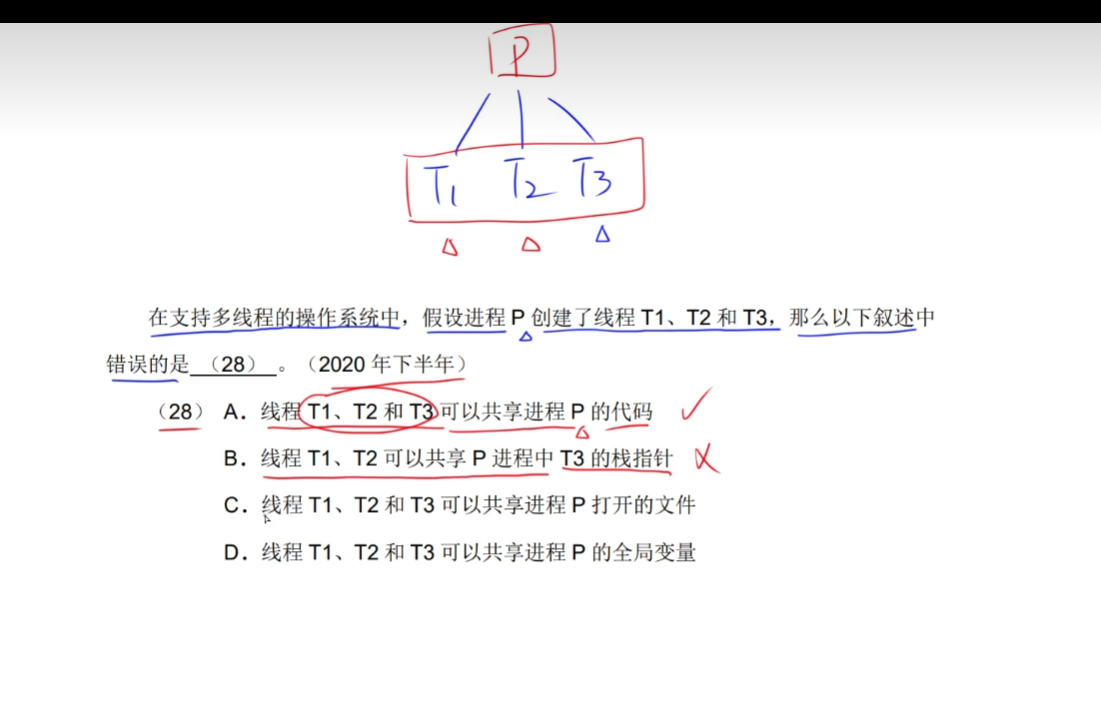 P
T1 T2 T3
在支持多线程的操作系统中，假设进程 P 创建了线程 T1、T2 和 T3，那么以下叙述中
错误的是 （28） 。（2020 年下半年）
（28） A．线程 T1、T2 和 T3 可以共享进程 P 的代码
B．线程 T1、T2 可以共享 P 进程中 T3 的栈指针
C．线程 T1、T2 和 T3 可以共享进程 P 打开的文件
D．线程 T1、T2 和 T3 可以共享进程 P 的全局变量